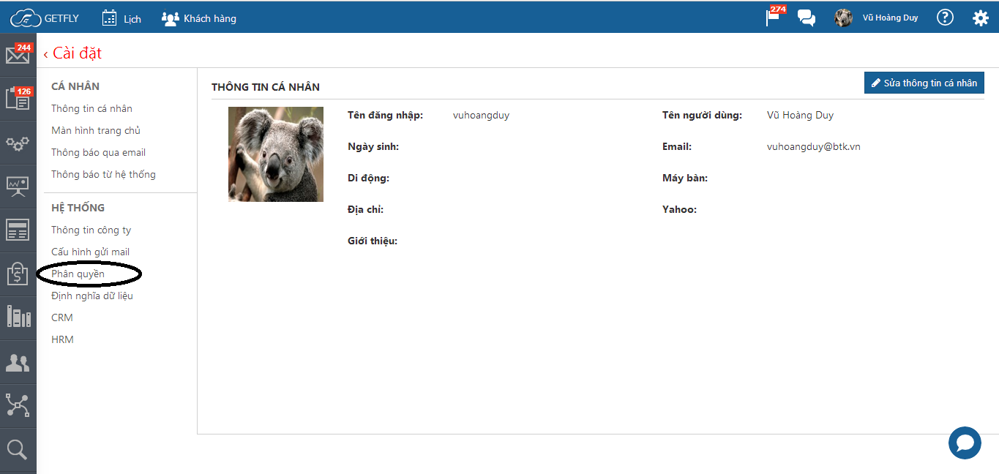 GETFLY Lịch Khách hàng 274 Vũ Hoàng Duy ?
244
‹ Cài đặt
126
CÁ NHÂN
Thông tin cá nhân
Màn hình trang chủ
Thông báo qua email
Thông báo từ hệ thống
HỆ THỐNG
Thông tin công ty
Cấu hình gửi mail
Phân quyền
Định nghĩa dữ liệu
CRM
HRM
THÔNG TIN CÁ NHÂN
Sửa thông tin cá nhân
Tên đăng nhập: vuhoangduy Tên người dùng: Vũ Hoàng Duy
Ngày sinh: Email: vuhoangduy@btk.vn
Di động: Máy bàn:
Địa chỉ: Yahoo:
Giới thiệu: